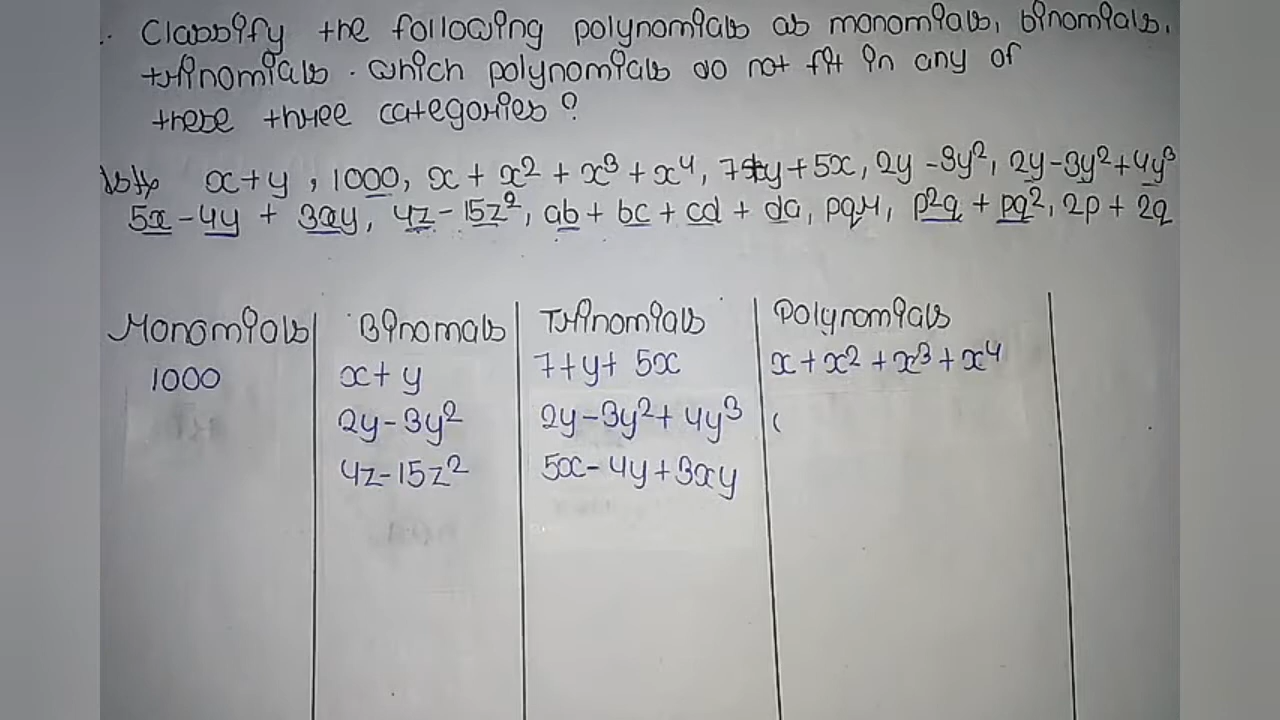 Classify the following polynomials as monomials, binomials,
trinomials. which polynomials do not fit in any of
these three categories?
x+y, 1000, x + x² + x³ + x⁴, 7+y+5x, 2y-3y², 2y-3y²+4y³
5x-4y + 3xy, 4z-15z², ab + bc + cd + da, pqr, p²q + pq², 2p + 2q
Monomials Binomals Trinomials Polynomials
1000 x+y 7+y+5x x + x² + x³ + x⁴
2y-3y² 2y-3y²+4y³ (
4z-15z² 5x-4y+3xy